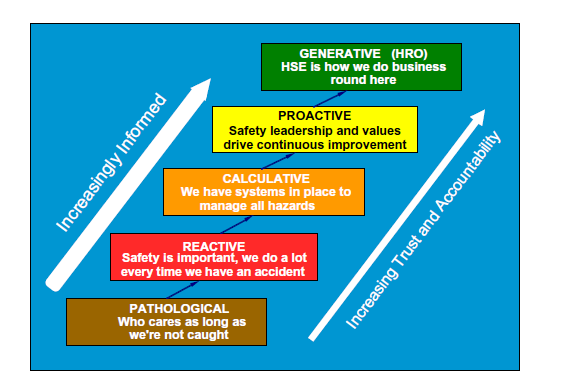 GENERATIVE (HRO)
HSE is how we do business
round here
PROACTIVE
Safety leadership and values
drive continuous improvement
CALCULATIVE
We have systems in place to
manage all hazards
REACTIVE
Safety is important, we do a lot
every time we have an accident
PATHOLOGICAL
Who cares as long as
we're not caught
Increasingly Informed
Increasing Trust and Accountability